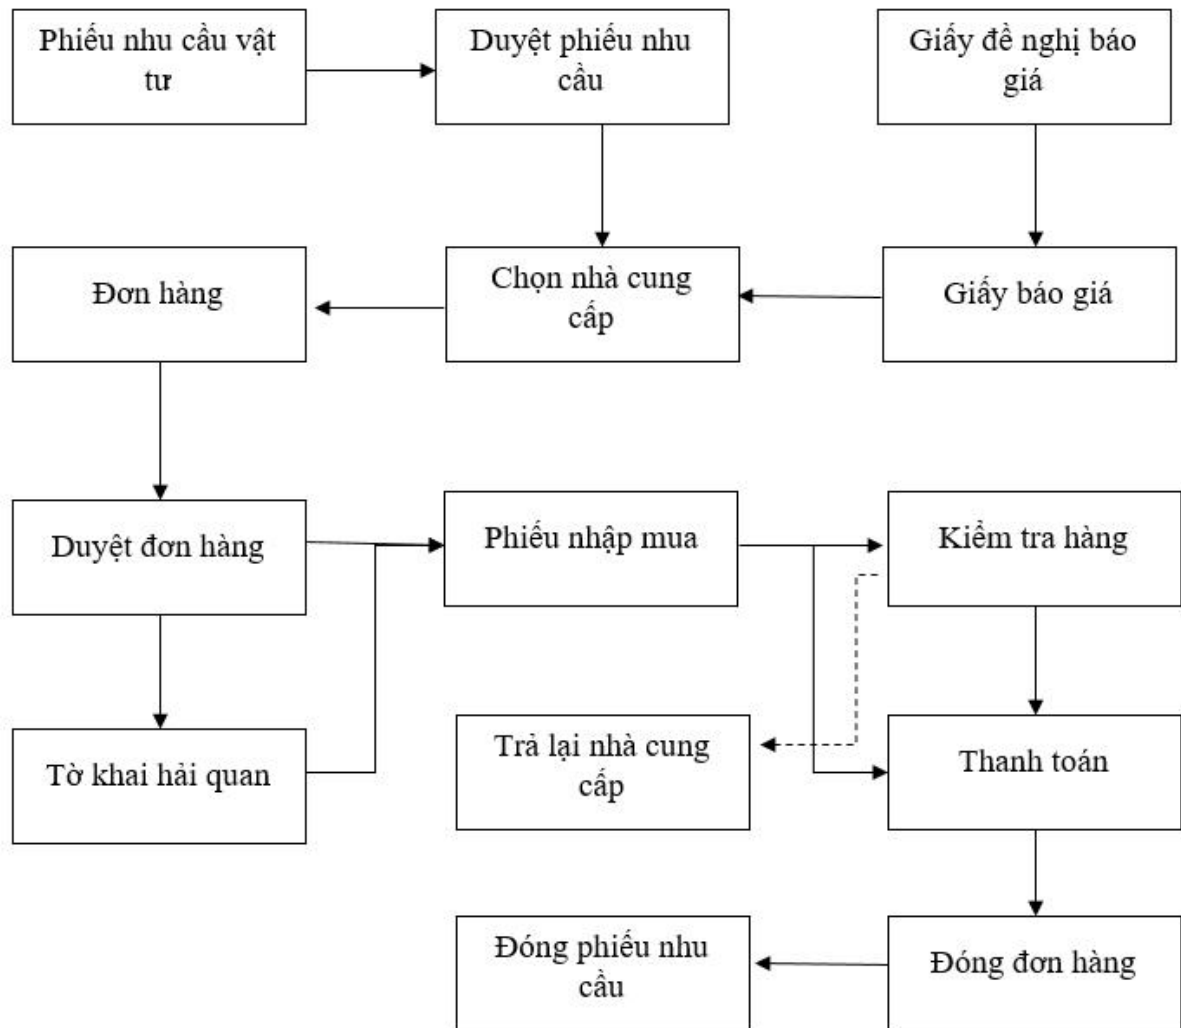 Phiếu nhu cầu vật
tư
Duyệt phiếu nhu
cầu
Giấy đề nghị báo
giá
Đơn hàng
Chọn nhà cung
cấp
Giấy báo giá
Duyệt đơn hàng
Phiếu nhập mua
Kiểm tra hàng
Tờ khai hải quan
Trả lại nhà cung
cấp
Thanh toán
Đóng phiếu nhu
cầu
Đóng đơn hàng